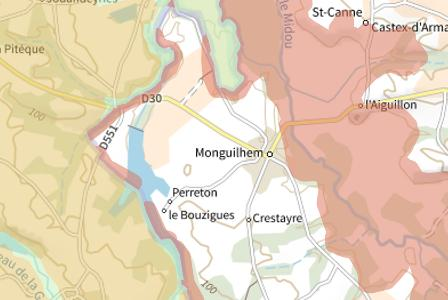 St-Canne
Castex-d'Arma
le Midou
Pitéque
100
D30
l'Aiguillon
D551
Monguilhem
Perreton
le Bouzigues
Crestayre
100